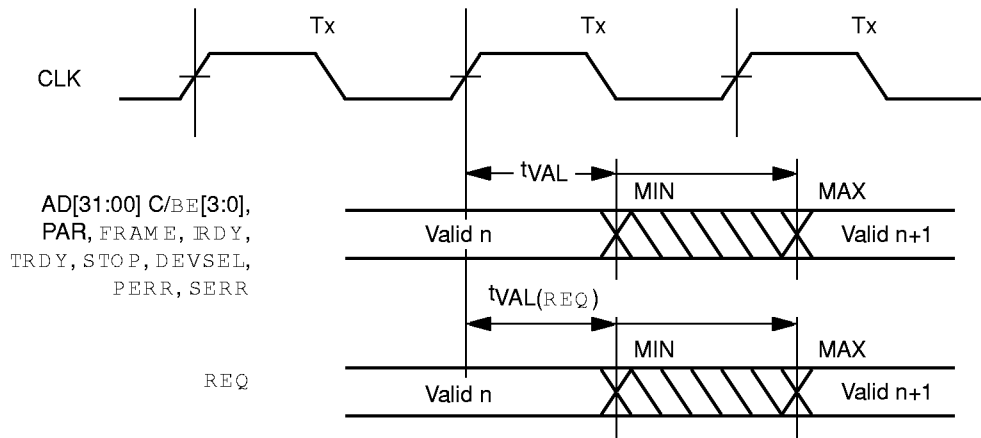 Tx Tx Tx
CLK
tVAL
MIN MAX
AD[31:00] C/BE[3:0],
PAR, FRAME, IRDY,
TRDY, STOP, DEVSEL,
PERR, SERR
Valid n Valid n+1
tVAL(REQ)
MIN MAX
REQ
Valid n Valid n+1